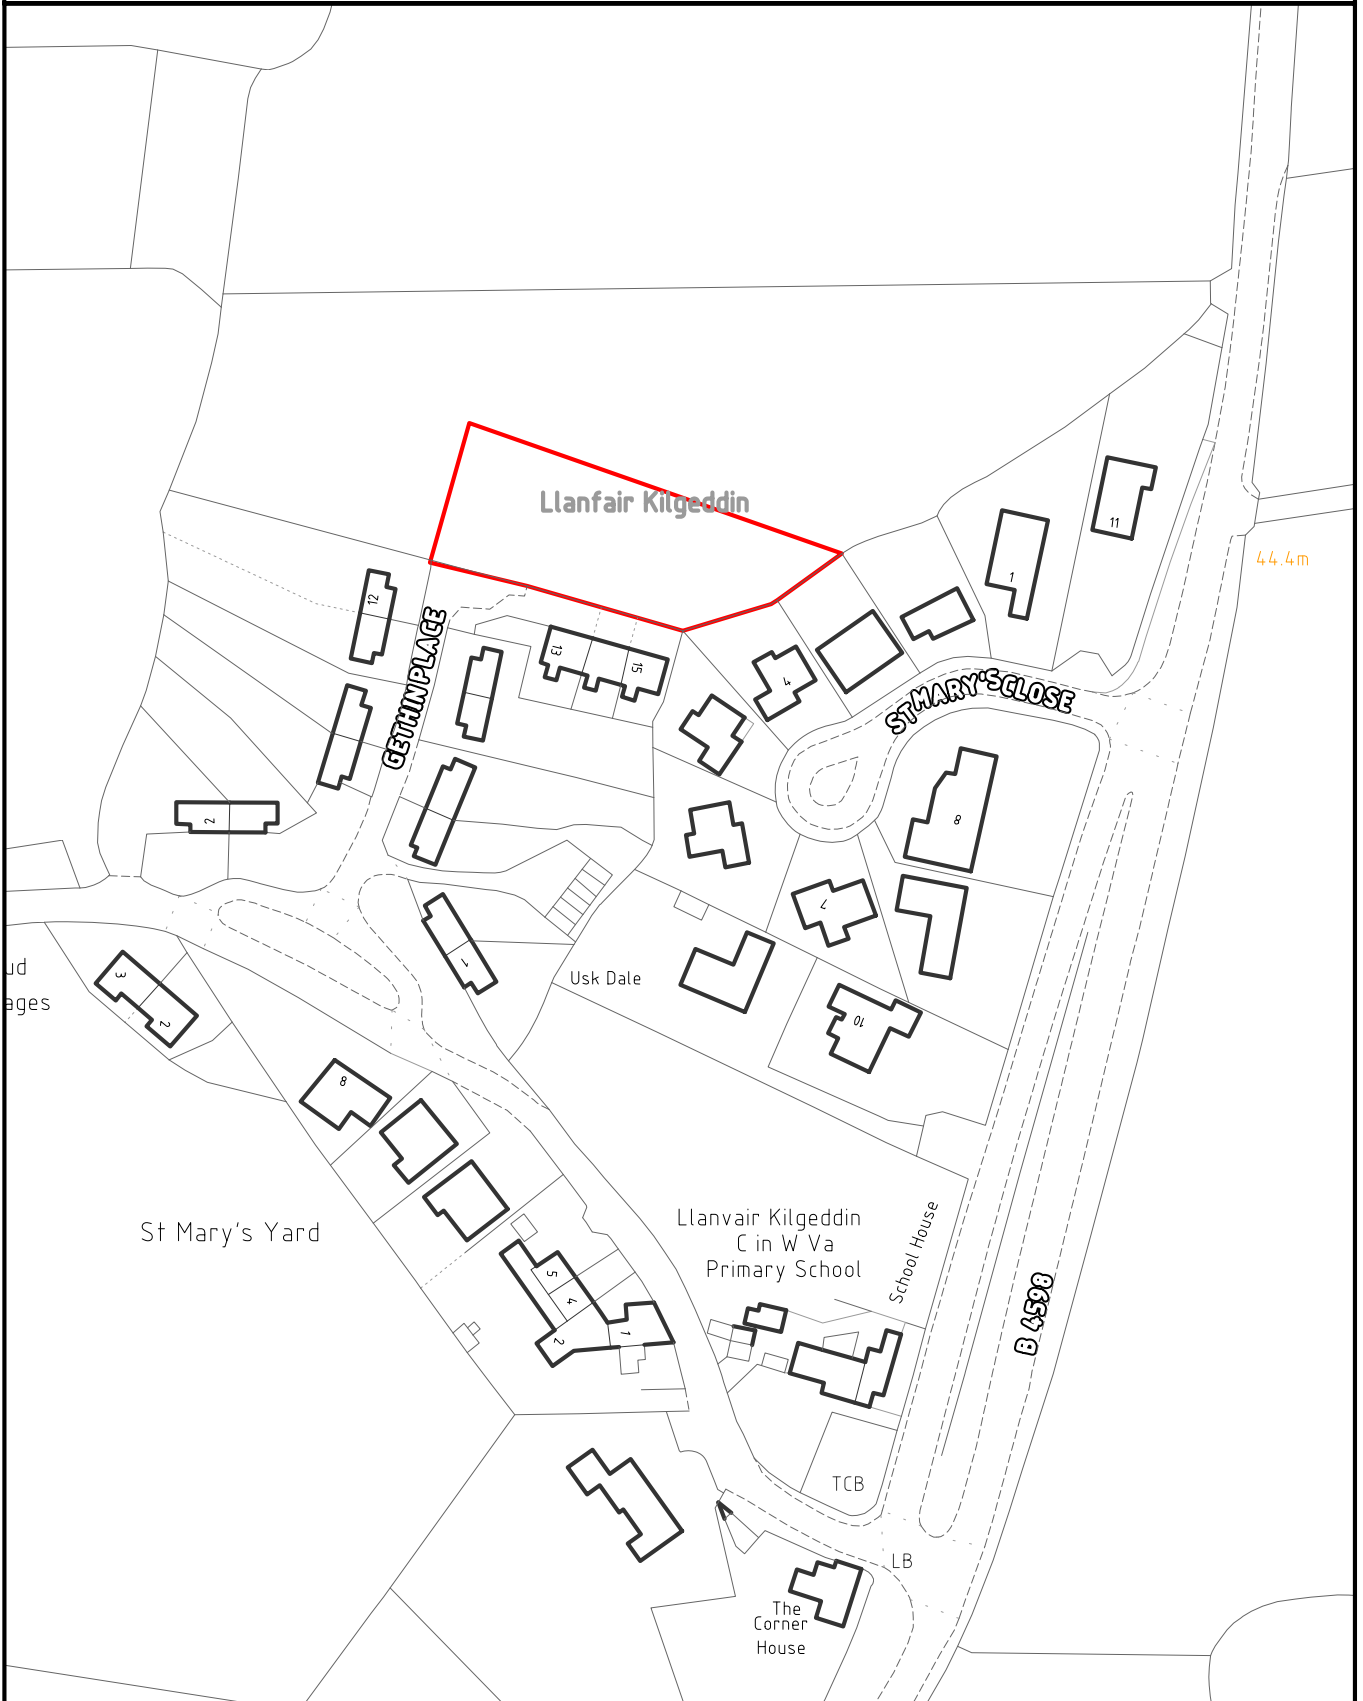 Llanfair Kilgeddin
11
44.4m
1
12
GETHIN PLACE
13
15
4
ST MARY'S CLOSE
8
2
7
1
Usk Dale
3
2
10
8
ages
St Mary's Yard
Llanvair Kilgeddin
C in W Va
Primary School
School House
B 4598
5
4
2
1
TCB
LB
The
Corner
House